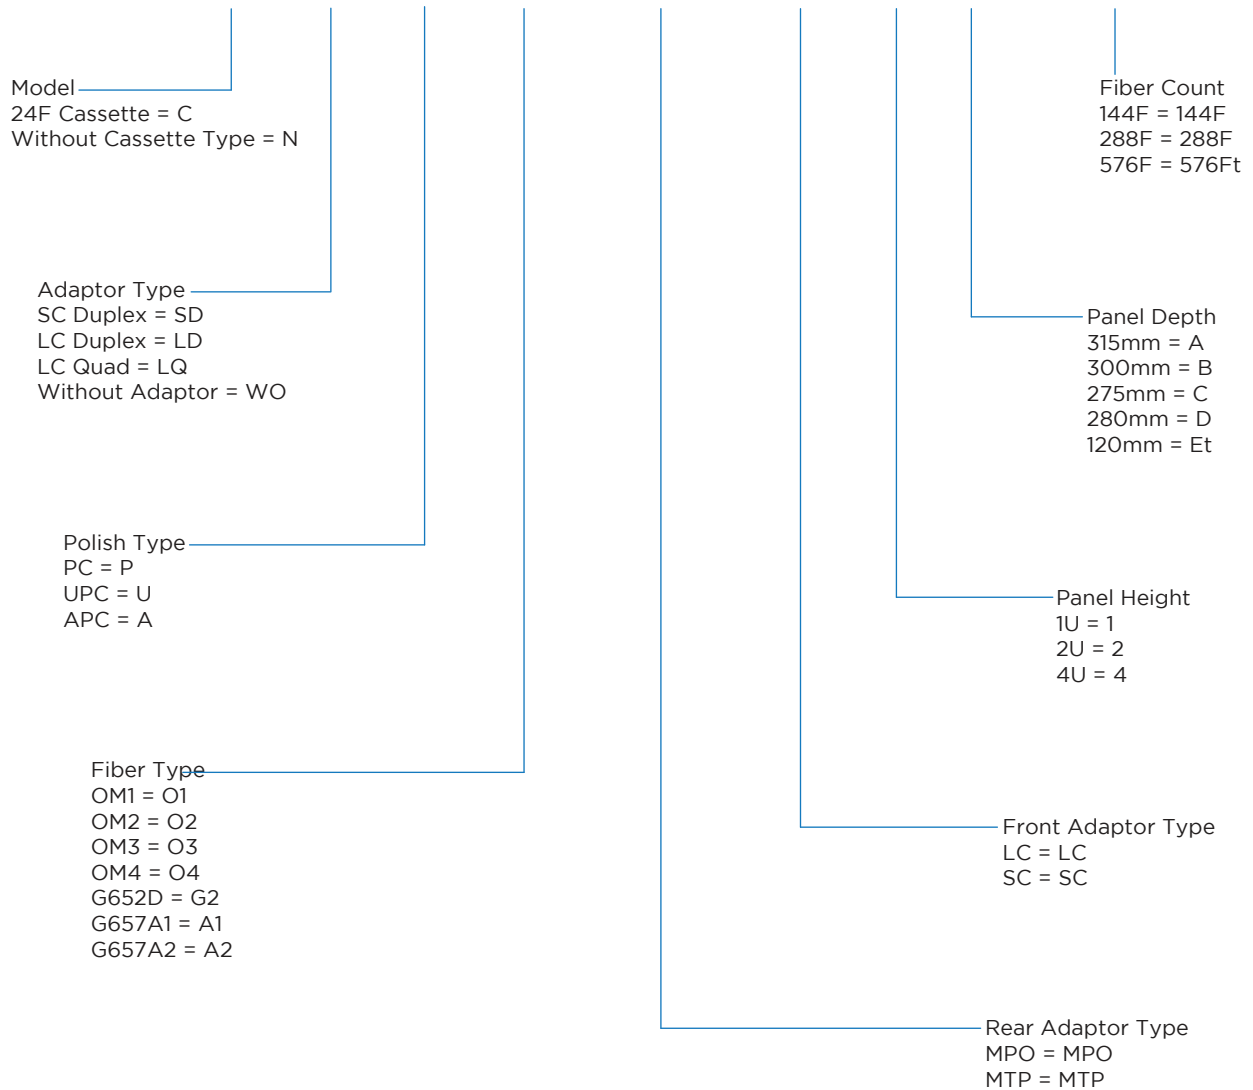 Model
24F Cassette = C
Without Cassette Type = N
Fiber Count
144F = 144F
288F = 288F
576F = 576Ft
Adaptor Type
SC Duplex = SD
LC Duplex = LD
LC Quad = LQ
Without Adaptor = WO
Panel Depth
315mm = A
300mm = B
275mm = C
280mm = D
120mm = Et
Polish Type
PC = P
UPC = U
APC = A
Panel Height
1U = 1
2U = 2
4U = 4
Fiber Type
OM1 = O1
OM2 = O2
OM3 = O3
OM4 = O4
G652D = G2
G657A1 = A1
G657A2 = A2
Front Adaptor Type
LC = LC
SC = SC
Rear Adaptor Type
MPO = MPO
MTP = MTP